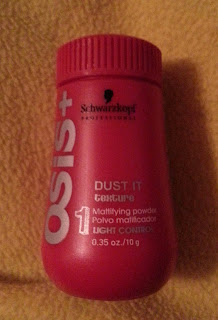 Schwarzkopf
PROFESSIONAL
OSiS+
DUST IT
texture
1
Mattifying powder
Polvo matificador
LIGHT CONTROL
0.35 oz./10 g